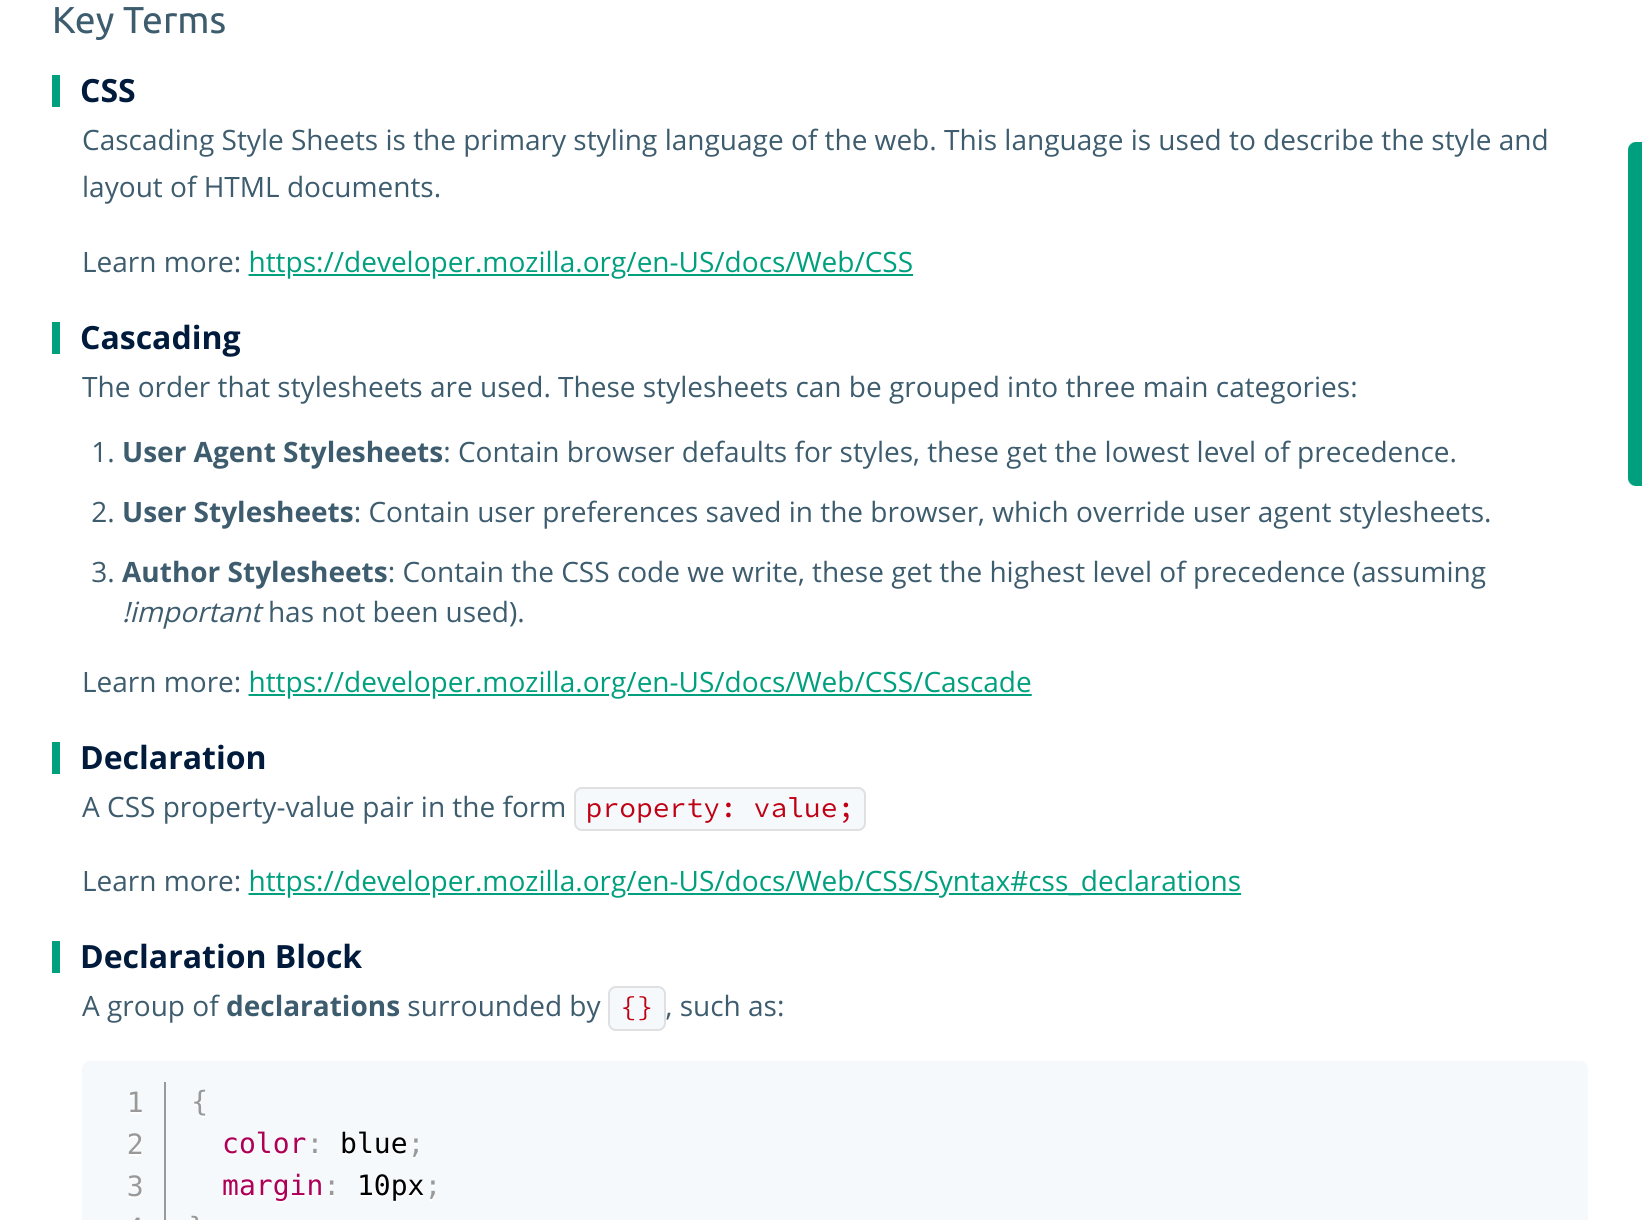 Key Terms
CSS
Cascading Style Sheets is the primary styling language of the web. This language is used to describe the style and
layout of HTML documents.
Learn more: https://developer.mozilla.org/en-US/docs/Web/CSS
Cascading
The order that stylesheets are used. These stylesheets can be grouped into three main categories:
1. User Agent Stylesheets: Contain browser defaults for styles, these get the lowest level of precedence.
2. User Stylesheets: Contain user preferences saved in the browser, which override user agent stylesheets.
3. Author Stylesheets: Contain the CSS code we write, these get the highest level of precedence (assuming
!important has not been used).
Learn more: https://developer.mozilla.org/en-US/docs/Web/CSS/Cascade
Declaration
A CSS property-value pair in the form property: value;
Learn more: https://developer.mozilla.org/en-US/docs/Web/CSS/Syntax#css_declarations
Declaration Block
A group of declarations surrounded by {}, such as:
1 {
2 color: blue;
3 margin: 10px;